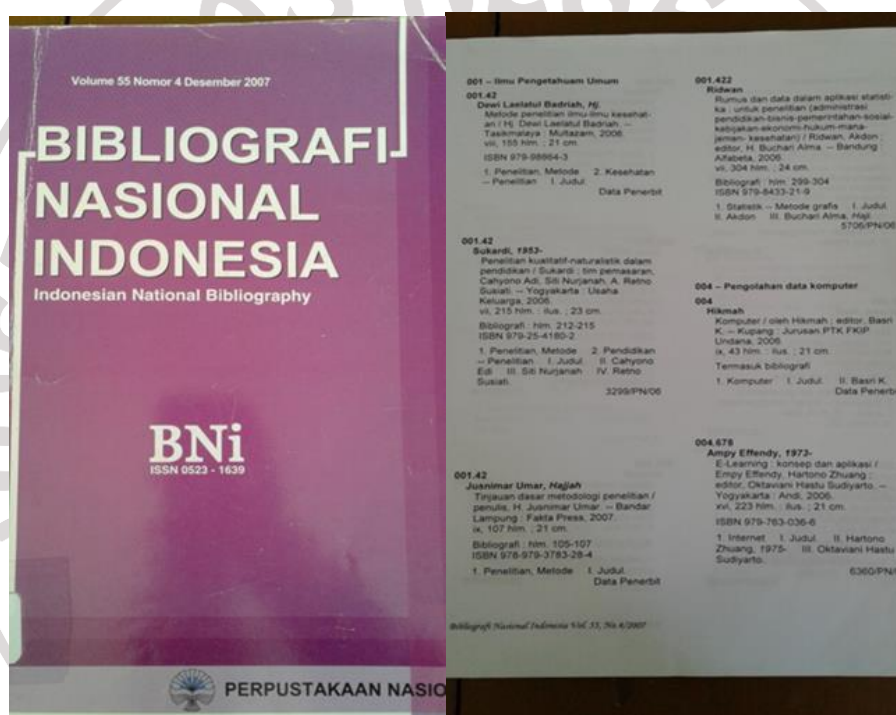 Volume 55 Nomor 4 Desember 2007
BIBLIOGRAFI
NASIONAL
INDONESIA
Indonesian National Bibliography
BNi
ISSN 0523 - 1639
PERPUSTAKAAN NASIO
001 – Ilmu Pengetahuam Umum
001.42
Dewi Laelatul Badriah, Hj.
Metode penelitian ilmu-ilmu kesehat-
an / Hj. Dewi Laelatul Badriah. --
Tasikmalaya : Multazam, 2006.
viii, 155 hlm. ; 21 cm.
ISBN 979-98864-3
1. Penelitian, Metode 2. Kesehatan
-- Penelitian I. Judul.
Data Penerbit
001.42
Sukardi, 1953-
Penelitian kualitatif-naturalistik dalam
pendidikan / Sukardi ; tim pemasaran,
Cahyono Adi, Siti Nurjanah, A. Retno
Susiati. -- Yogyakarta : Usaha
Keluarga, 2006.
vii, 215 hlm. : ilus. ; 23 cm.
Bibliografi : hlm. 212-215
ISBN 979-25-4180-2
1. Penelitian, Metode 2. Pendidikan
-- Penelitian I. Judul. II. Cahyono
Edi III. Siti Nurjanah IV. Retno
Susiati.
3299/PN/06
001.42
Jusnimar Umar, Hajjah
Tinjauan dasar metodologi penelitian /
penulis, H. Jusnimar Umar. -- Bandar
Lampung : Fakta Press, 2007.
ix, 107 hlm. ; 21 cm.
Bibliografi : hlm. 105-107
ISBN 978-979-3783-28-4
1. Penelitian, Metode I. Judul.
Data Penerbit
001.422
Ridwan
Rumus dan data dalam aplikasi statisti-
ka : untuk penelitian (administrasi
pendidikan-bisnis-pemerintahan-sosial-
kebijakan-ekonomi-hukum-mana-
jemen- kesehatan) / Ridwan, Akdon ;
editor, H. Buchari Alma. -- Bandung :
Alfabeta, 2006.
vii, 304 hlm. ; 24 cm.
Bibliografi : hlm. 299-304
ISBN 979-8433-21-9
1. Statistik -- Metode grafis I. Judul.
II. Akdon III. Buchari Alma, Haji.
5706/PN/06
004 – Pengolahan data komputer
004
Hikmah
Komputer / oleh Hikmah ; editor, Basri
K. -- Kupang : Jurusan PTK FKIP
Undana, 2006.
ix, 43 hlm. : ilus. ; 21 cm.
Termasuk bibliografi
1. Komputer I. Judul. II. Basri K.
Data Penerb
004.678
Ampy Effendy, 1973-
E-Learning : konsep dan aplikasi /
Empy Effendy, Hartono Zhuang ;
editor, Oktaviani Hastu Sudiyarto. --
Yogyakarta : Andi, 2006.
xvi, 223 hlm. : ilus. ; 21 cm.
ISBN 979-763-036-6
1. Internet I. Judul. II. Hartono
Zhuang, 1975- III. Oktaviani Hastu
Sudiyarto.
6360/PN/
Bibliografi Nasional Indonesia Vol. 55, No.4/2007